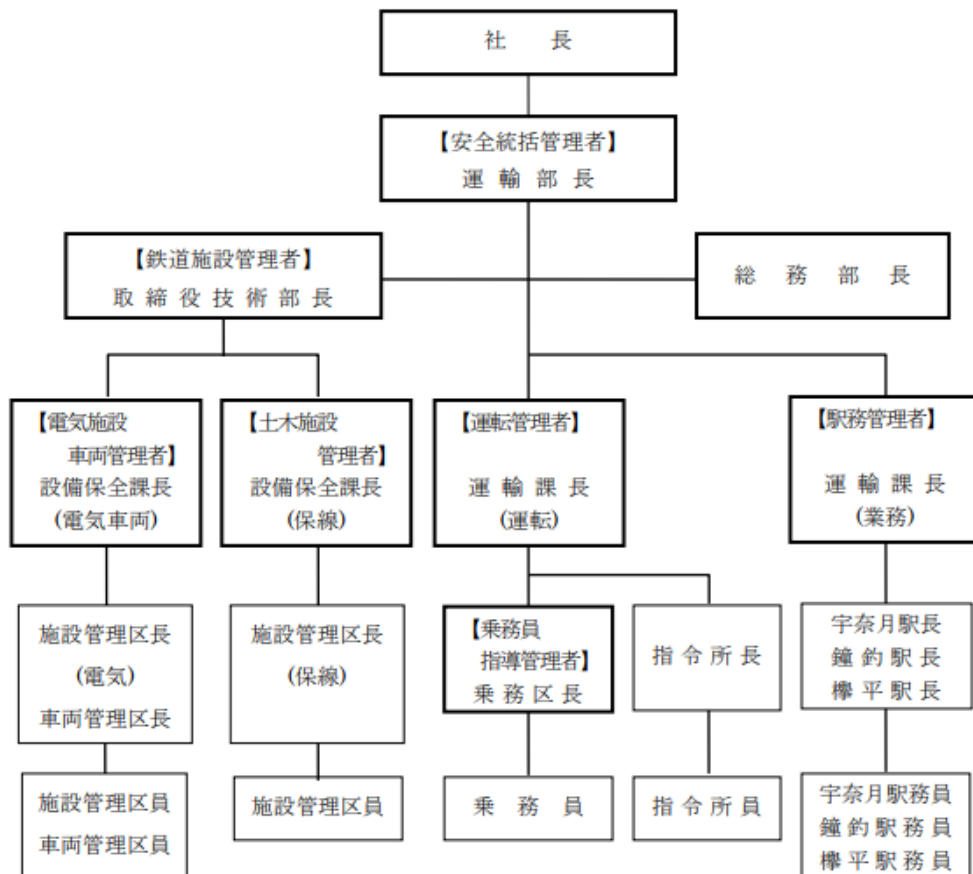 社長
【安全統括管理者】
運輸部長
【鉄道施設管理者】
取締役技術部長
総務部長
【電気施設
車両管理者】
設備保全課長
(電気車両)
【土木施設
管理者】
設備保全課長
(保線)
【運転管理者】
運輸課長
(運転)
【駅務管理者】
運輸課長
(業務)
施設管理区長
(電気)
車両管理区長
施設管理区長
(保線)
【乗務員
指導管理者】
乗務区長
指令所長
宇奈月駅長
鐘釣駅長
欅平駅長
施設管理区員
車両管理区員
施設管理区員
乗務員
指令所員
宇奈月駅務員
鐘釣駅務員
欅平駅務員